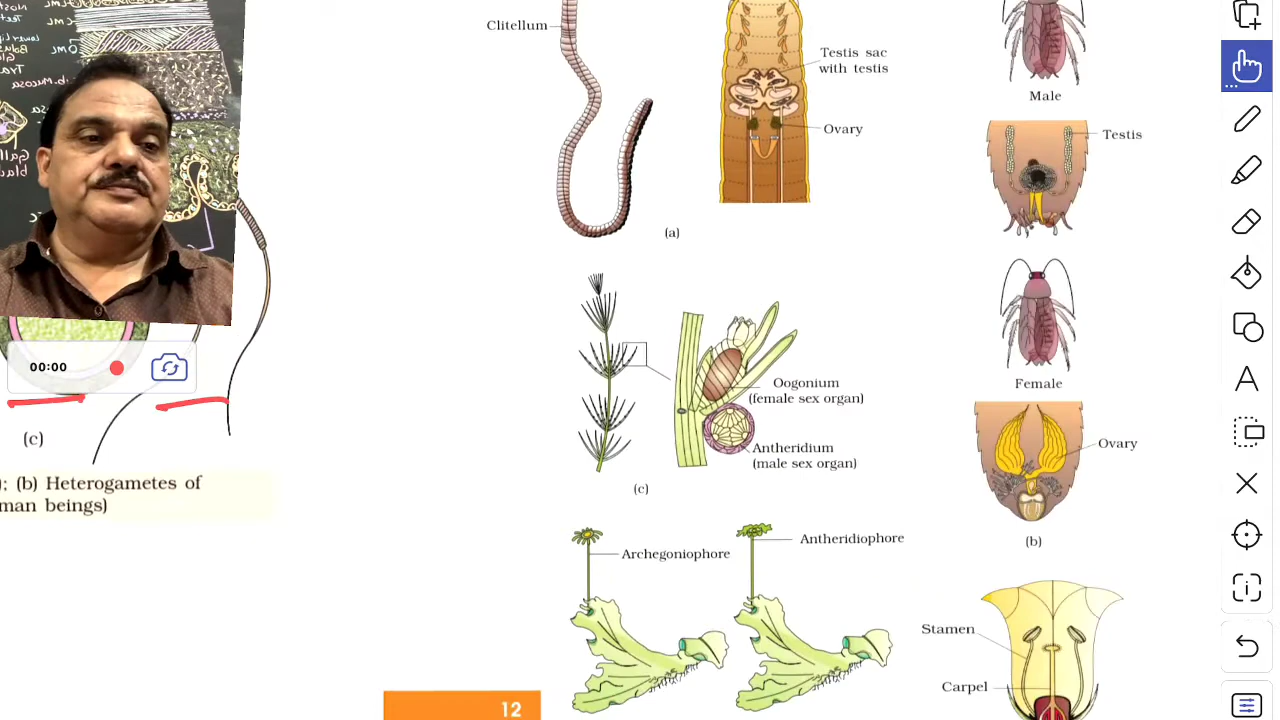 Clitellum
Testis sac
with testis
Ovary
(a)
Male
Testis
Female
Ovary
(b)
Oogonium
(female sex organ)
Antheridium
(male sex organ)
(c)
Archegoniophore
Antheridiophore
Stamen
Carpel
12
00:00
(c)
); (b) Heterogametes of
man beings)
A